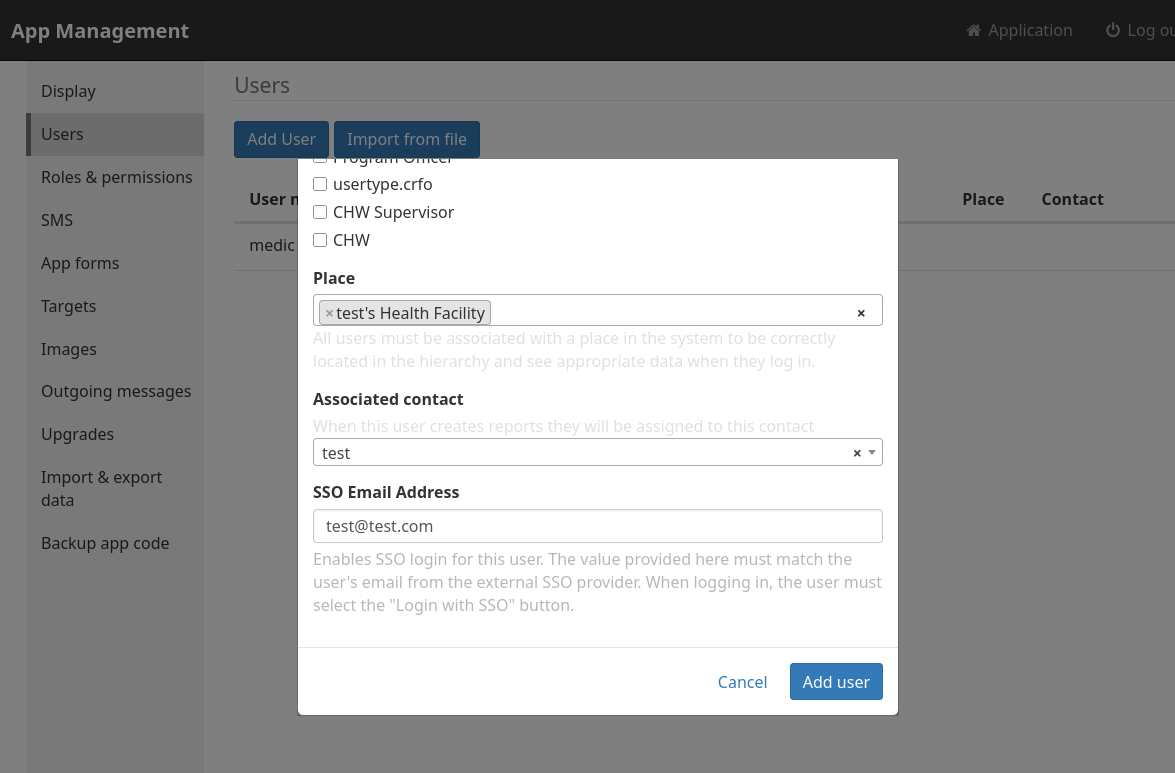 App Management
Application
Log ou
Display
Users
Roles & permissions
SMS
App forms
Targets
Images
Outgoing messages
Upgrades
Import & export
data
Backup app code
Users
Add User
Import from file
User n
Place
Contact
medic
Program Officer
usertype.crfo
CHW Supervisor
CHW
Place
× test's Health Facility ×
All users must be associated with a place in the system to be correctly
located in the hierarchy and see appropriate data when they log in.
Associated contact
When this user creates reports they will be assigned to this contact
test ×
SSO Email Address
test@test.com
Enables SSO login for this user. The value provided here must match the
user's email from the external SSO provider. When logging in, the user must
select the "Login with SSO" button.
Cancel
Add user